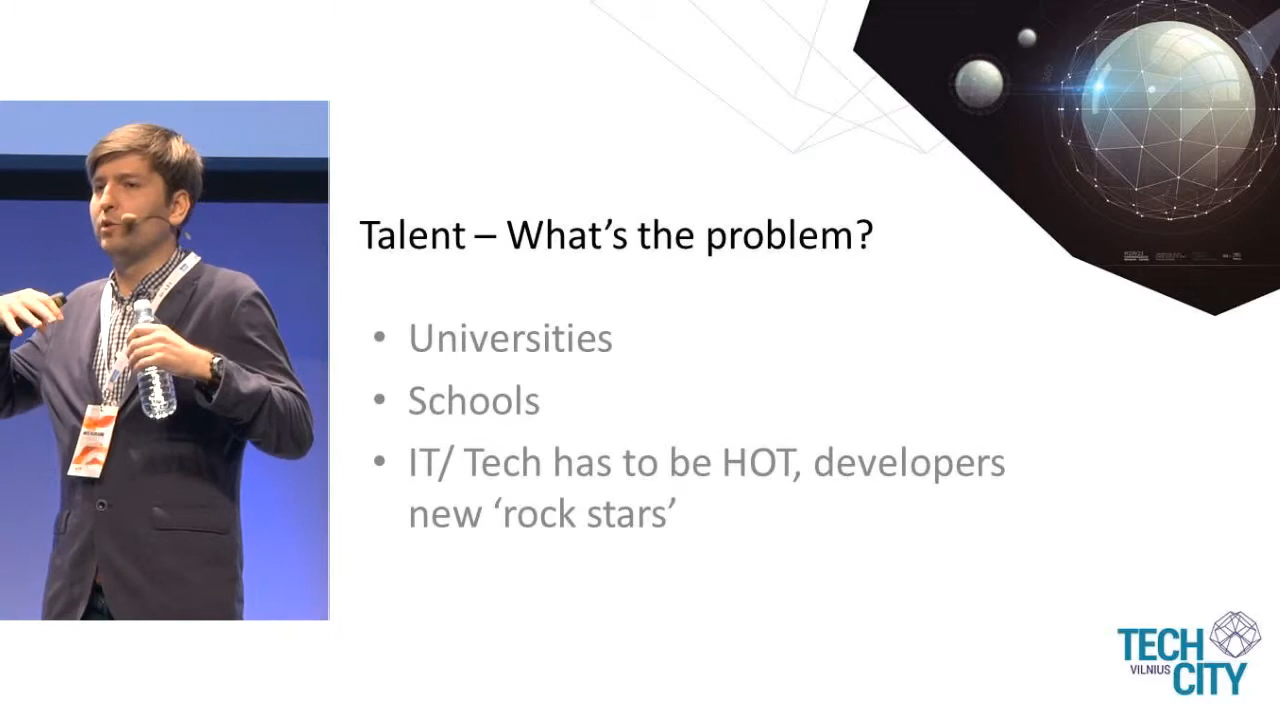 Talent – What’s the problem?
• Universities
• Schools
• IT/ Tech has to be HOT, developers
new ‘rock stars’
TECH
VILNIUS
CITY